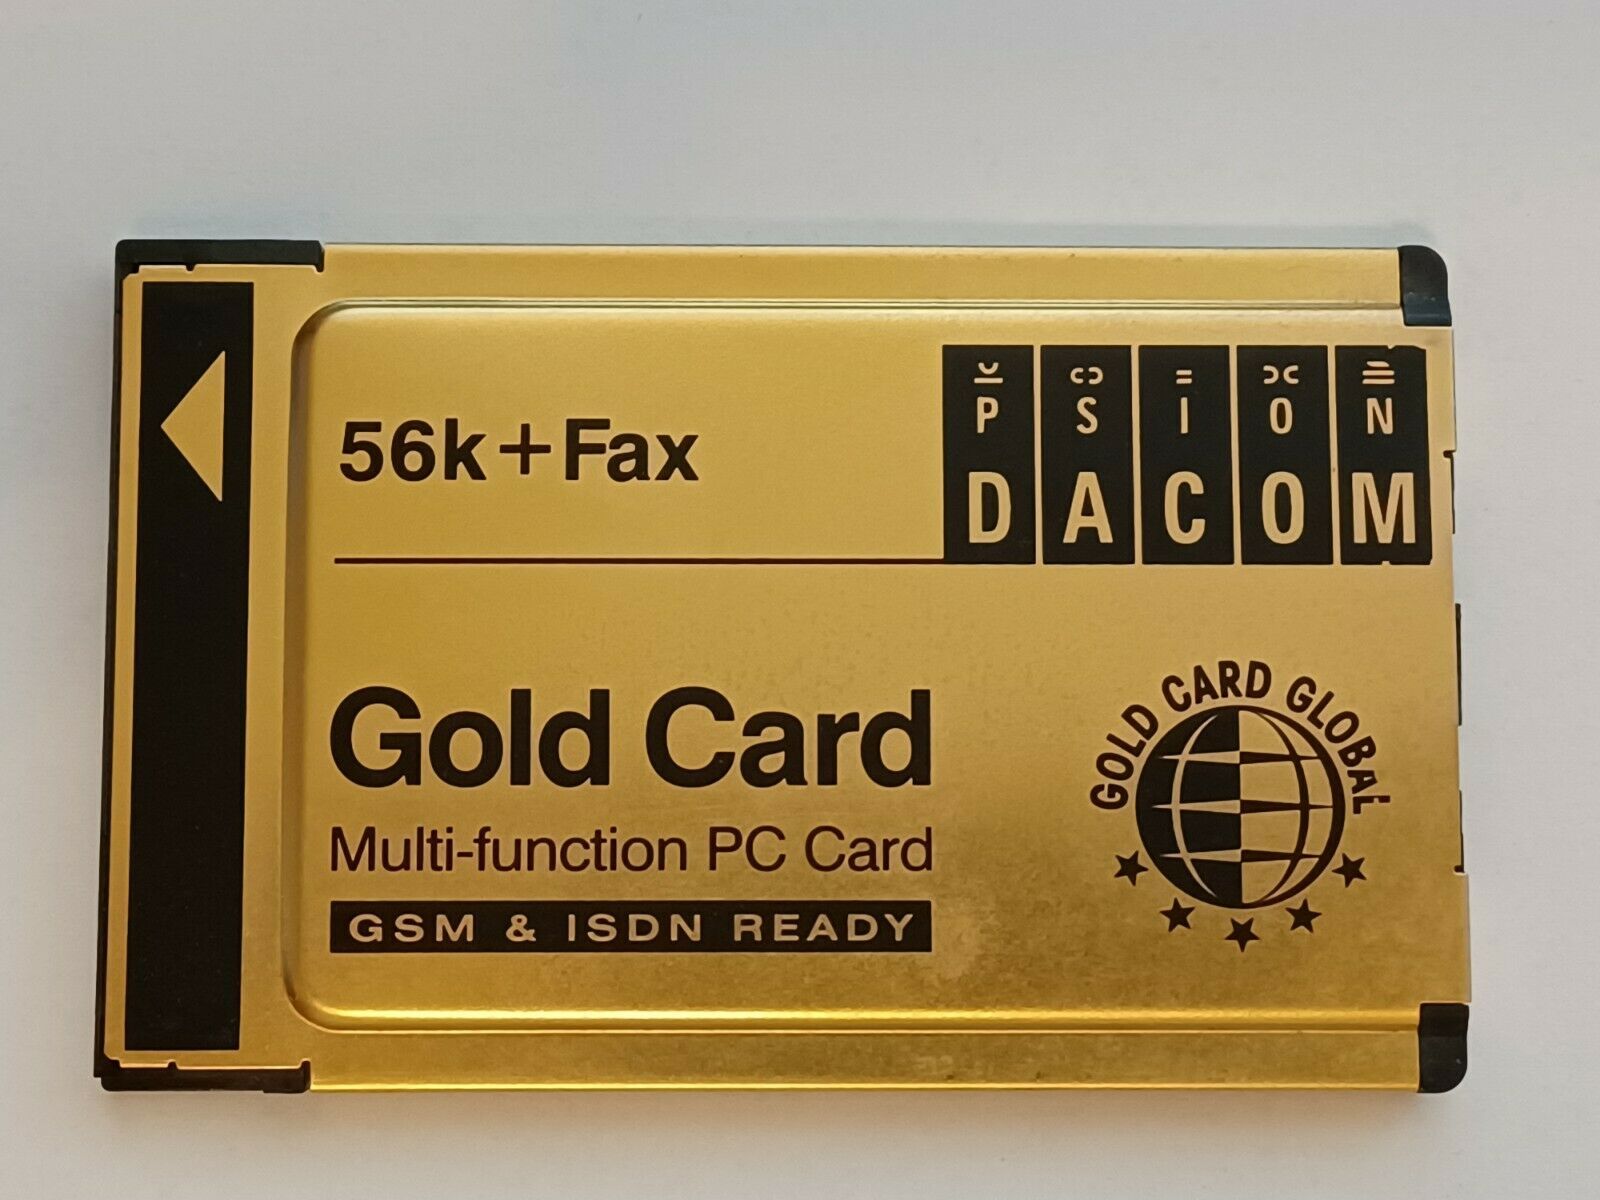 56k+Fax
PSION
DACOM
GOLD CARD GLOBAL
Gold Card
Multi-function PC Card
GSM & ISDN READY